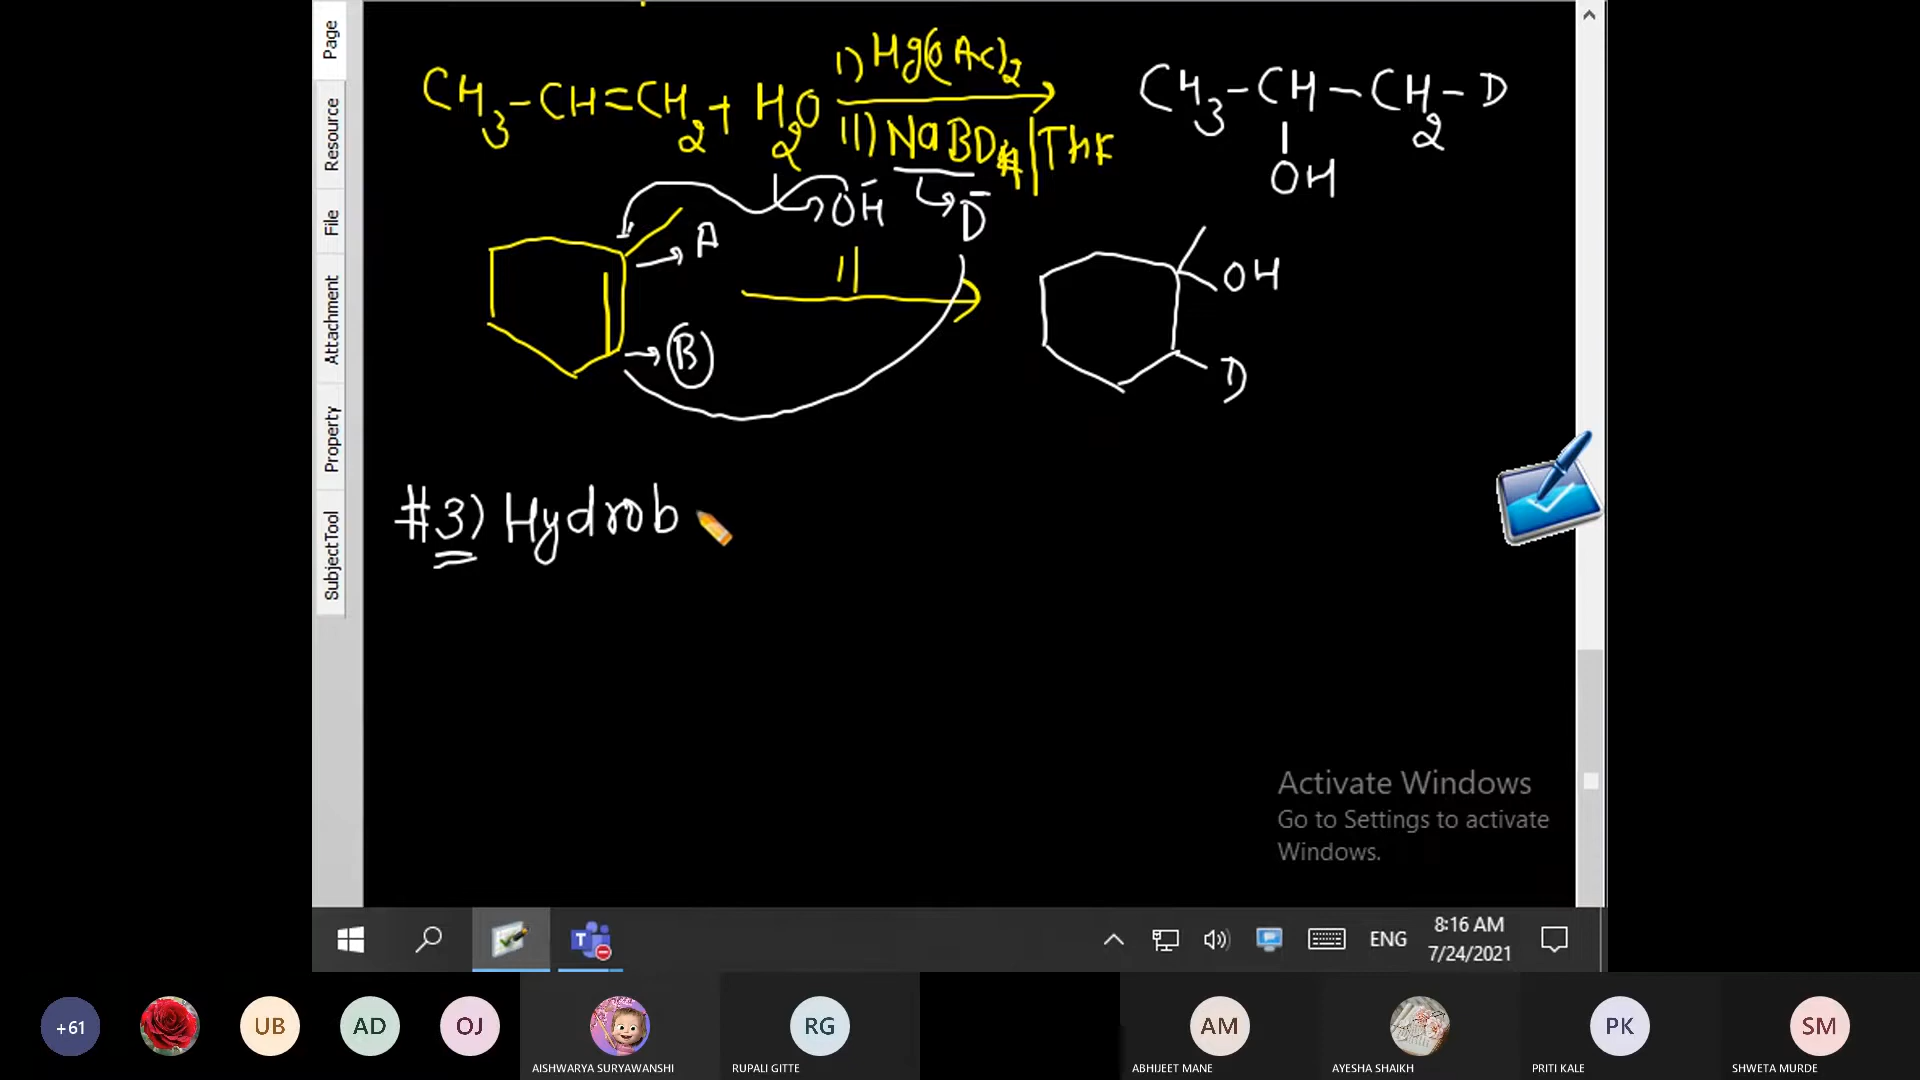 Page
Resource
File
Attachment
Property
SubjectTool
CH3-CH=CH2 + H2O
I) Hg(OAc)2
II) NaBD4 | THF
CH3-CH-CH2-D
OH
OH-
D-
A
B
II
OH
D
#3) Hydrob
Activate Windows
Go to Settings to activate
Windows.
ENG
8:16 AM
7/24/2021
+61
UB
AD
OJ
AISHWARYA SURYAWANSHI
RG
RUPALI GITTE
AM
ABHIJEET MANE
AYESHA SHAIKH
PK
PRITI KALE
SM
SHWETA MURDE